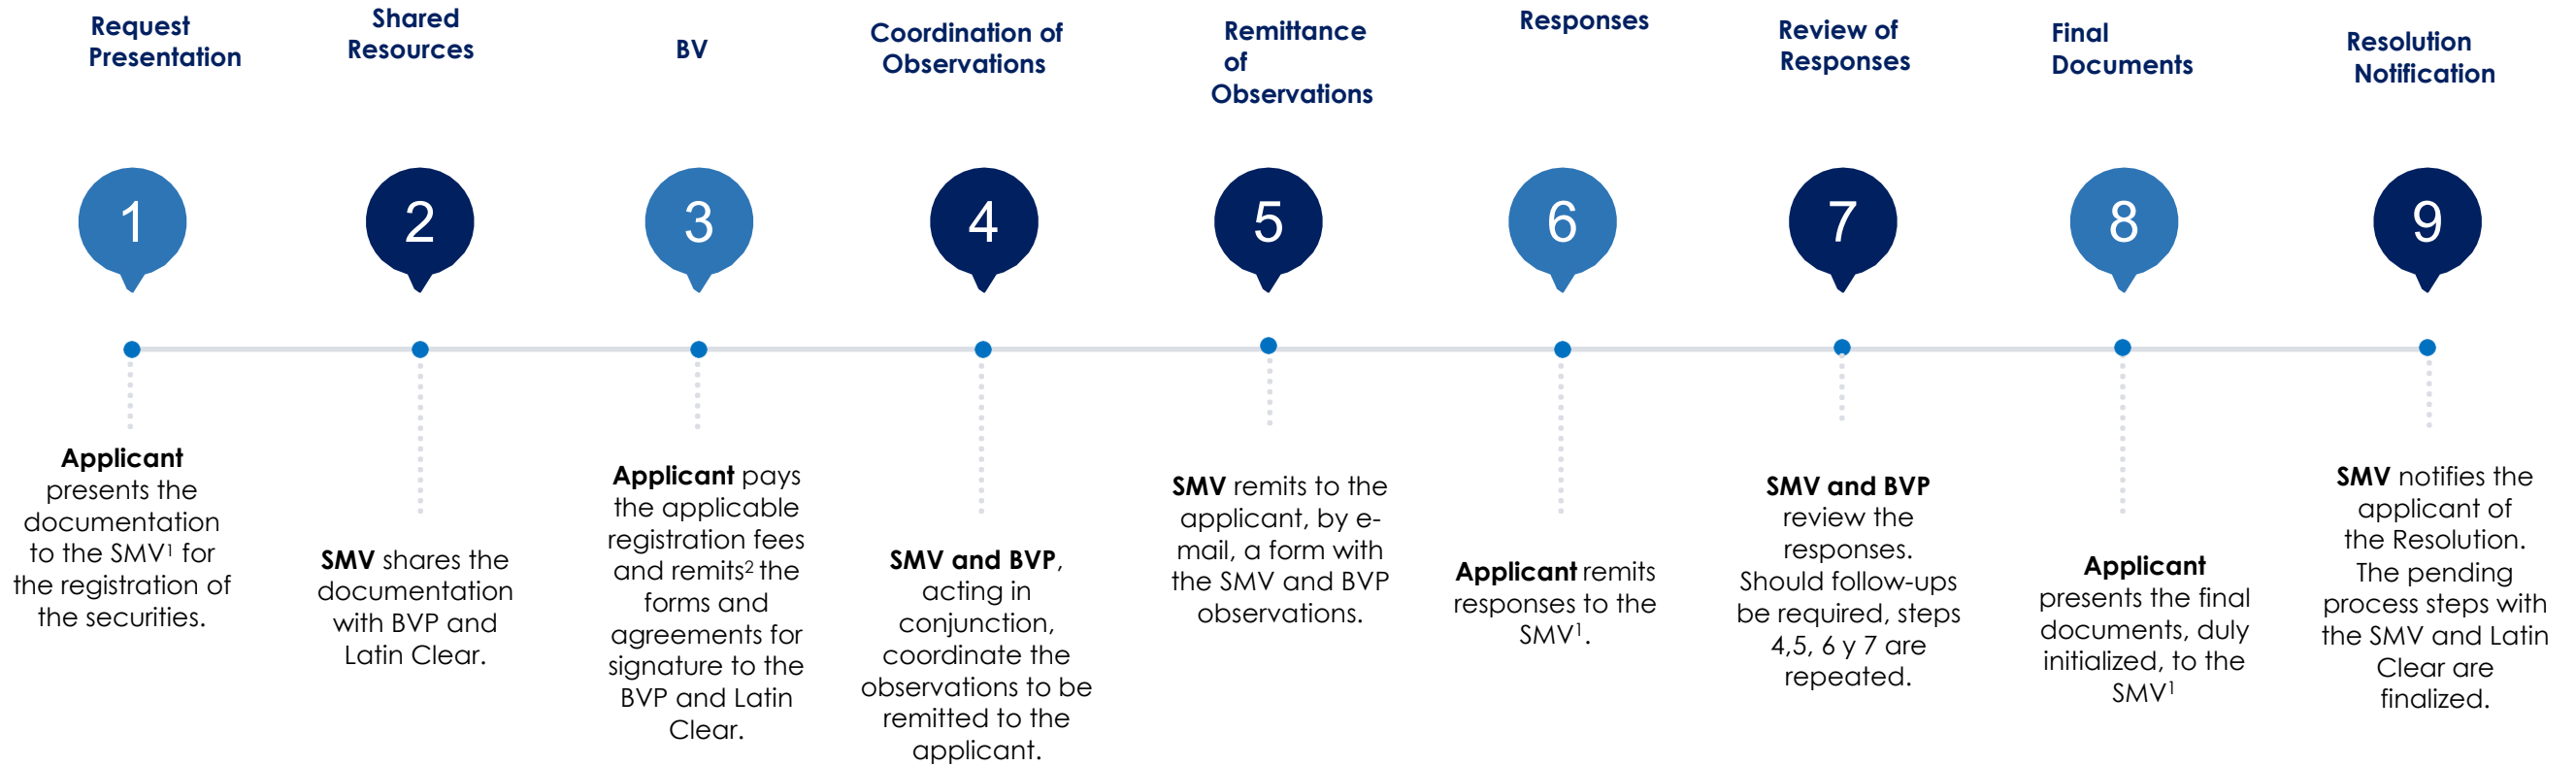 Request
Presentation
Shared
Resources
BV
Coordination of
Observations
Remittance
of
Observations
Responses
Review of
Responses
Final
Documents
Resolution
Notification
1
2
3
4
5
6
7
8
9
Applicant
presents the
documentation
to the SMV¹ for
the registration of
the securities.
SMV shares the
documentation
with BVP and
Latin Clear.
Applicant pays
the applicable
registration fees
and remits² the
forms and
agreements for
signature to the
BVP and Latin
Clear.
SMV and BVP,
acting in
conjunction,
coordinate the
observations to be
remitted to the
applicant.
SMV remits to the
applicant, by e-
mail, a form with
the SMV and BVP
observations.
Applicant remits
responses to the
SMV¹.
SMV and BVP
review the
responses.
Should follow-ups
be required, steps
4,5, 6 y 7 are
repeated.
Applicant
presents the final
documents, duly
initialized, to the
SMV¹
SMV notifies the
applicant of
the Resolution.
The pending
process steps with
the SMV and Latin
Clear are
finalized.